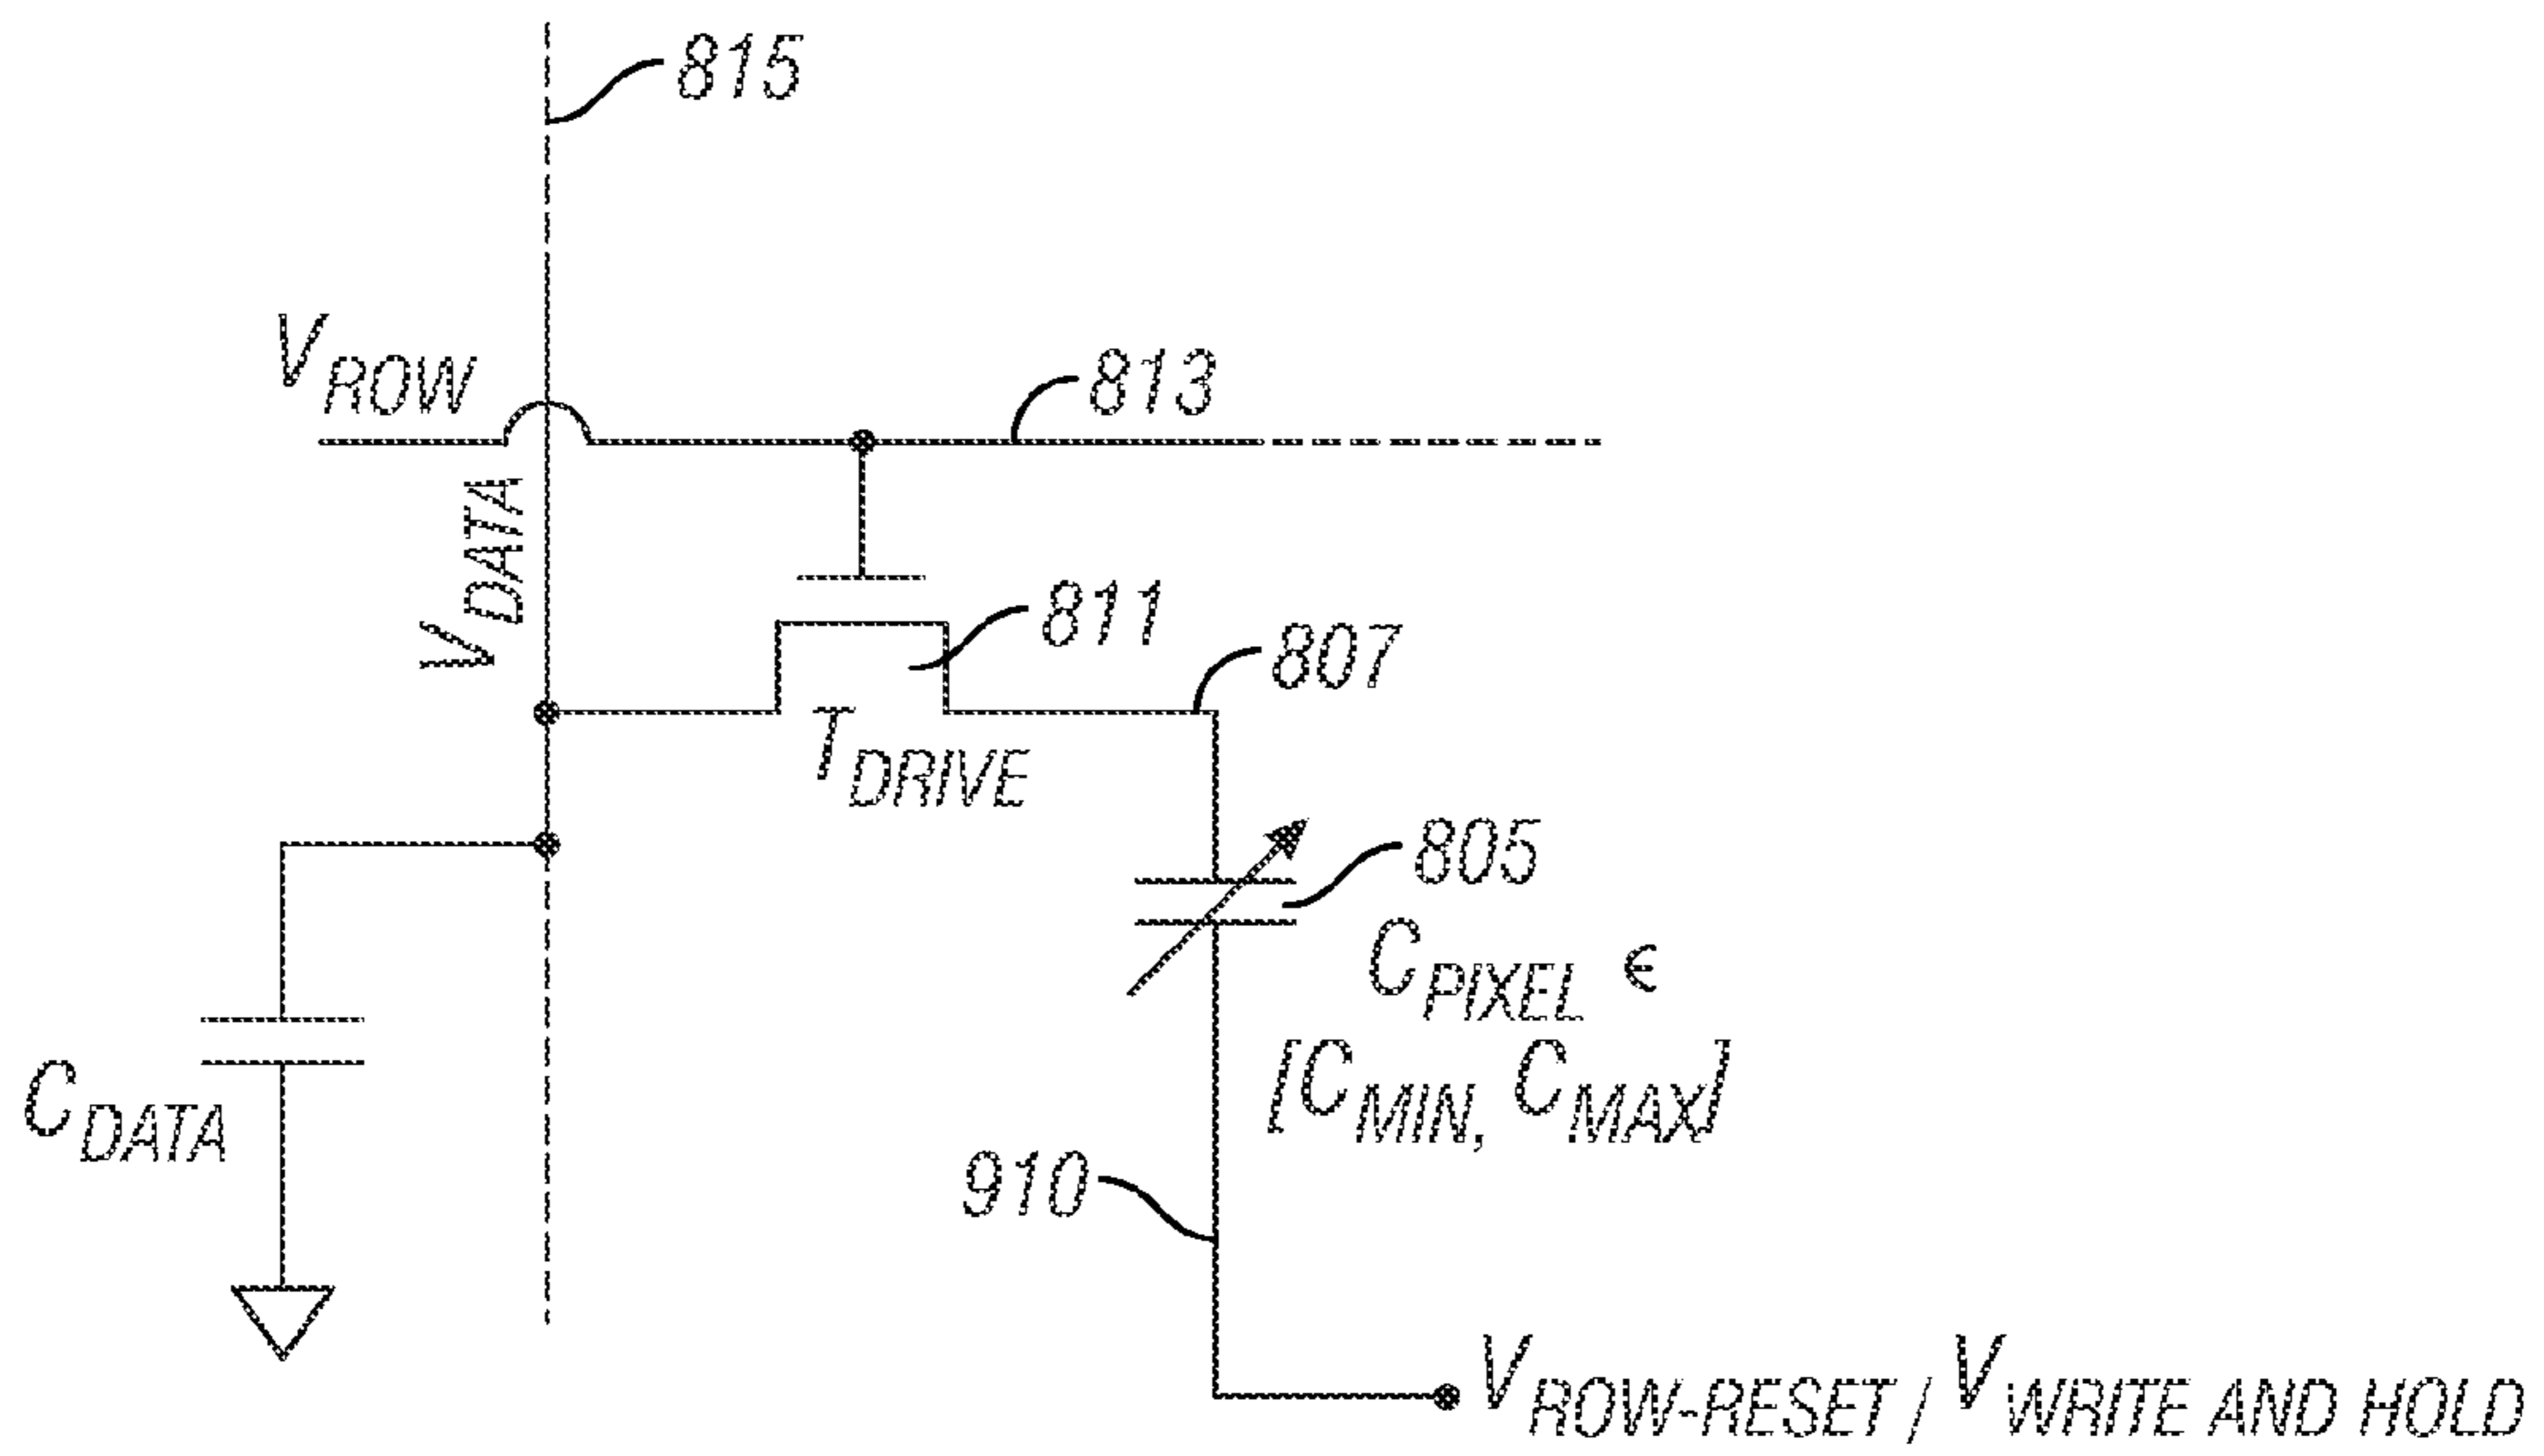 815
V_ROW
813
V_DATA
811
807
T_DRIVE
805
C_PIXEL ϵ
[C_MIN, C_MAX]
C_DATA
910
V_ROW-RESET / V_WRITE AND HOLD